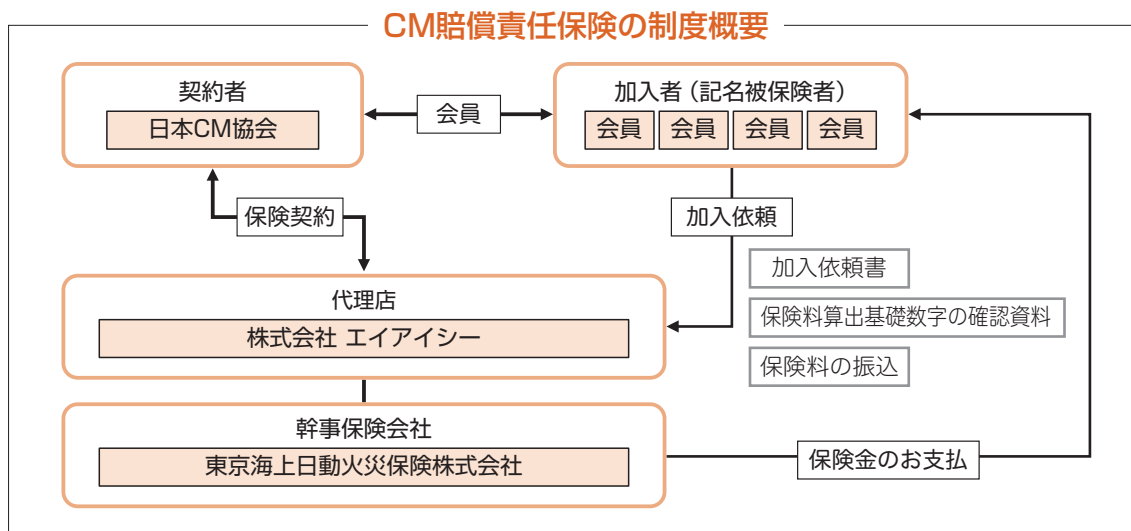 CM賠償責任保険の制度概要
契約者
日本CM協会
会員
加入者（記名被保険者）
会員 会員 会員 会員
保険契約
加入依頼
加入依頼書
保険料算出基礎数字の確認資料
保険料の振込
代理店
株式会社 エイアイシー
幹事保険会社
東京海上日動火災保険株式会社
保険金のお支払